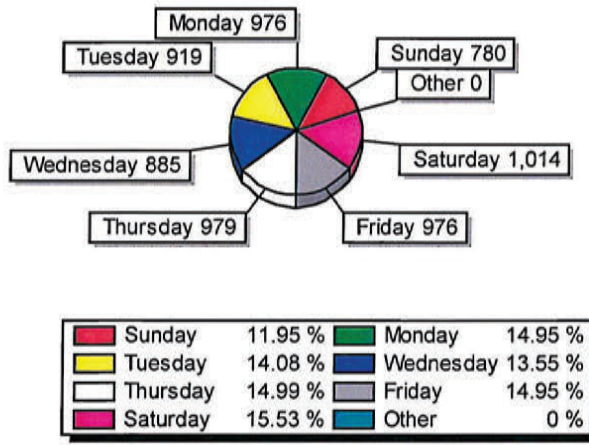 Monday 976
Tuesday 919
Sunday 780
Other 0
Wednesday 885
Saturday 1,014
Thursday 979
Friday 976
Sunday 11.95 % Monday 14.95 %
Tuesday 14.08 % Wednesday 13.55 %
Thursday 14.99 % Friday 14.95 %
Saturday 15.53 % Other 0 %